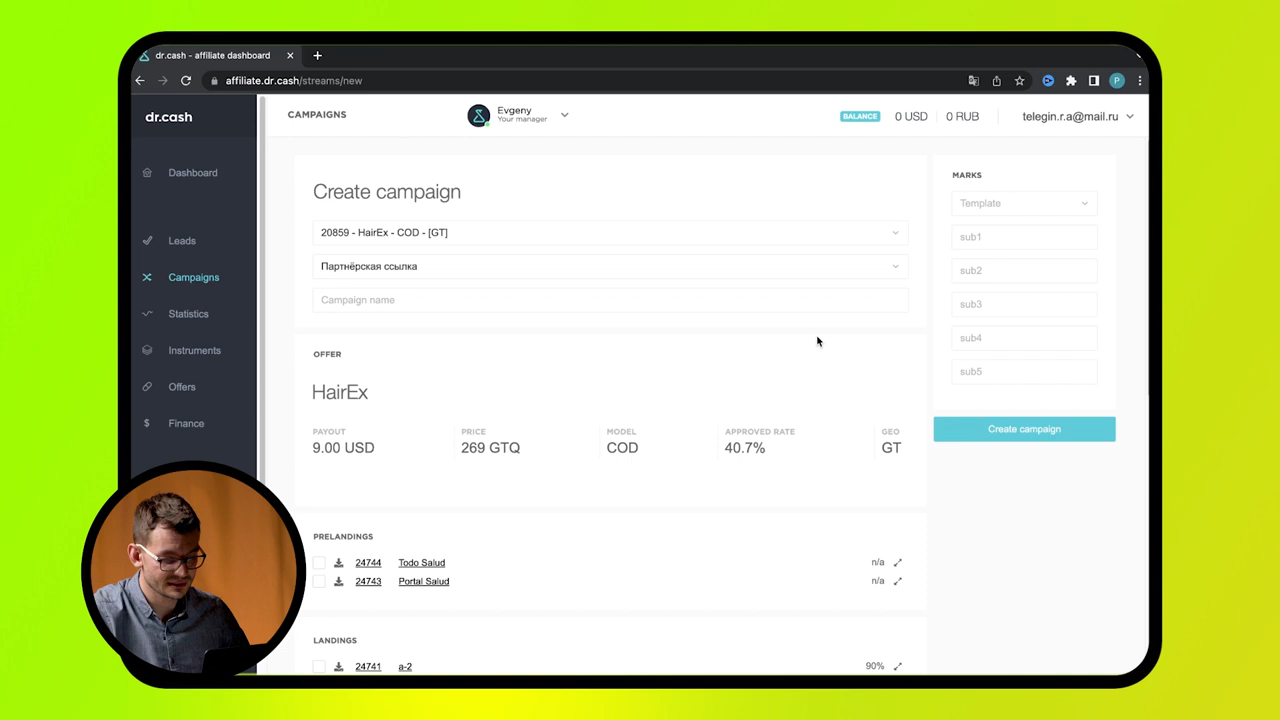 dr.cash - affiliate dashboard
affiliate.dr.cash/streams/new
P
dr.cash
CAMPAIGNS
Evgeny
Your manager
BALANCE
0 USD
0 RUB
telegin.r.a@mail.ru
Dashboard
Leads
Campaigns
Statistics
Instruments
Offers
Finance
Create campaign
20859 - HairEx - COD - [GT]
Партнёрская ссылка
Campaign name
MARKS
Template
sub1
sub2
sub3
sub4
sub5
Create campaign
OFFER
HairEx
PAYOUT
PRICE
MODEL
APPROVED RATE
GEO
9.00 USD
269 GTQ
COD
40.7%
GT
PRELANDINGS
24744 Todo Salud n/a
24743 Portal Salud n/a
LANDINGS
24741 a-2 90%